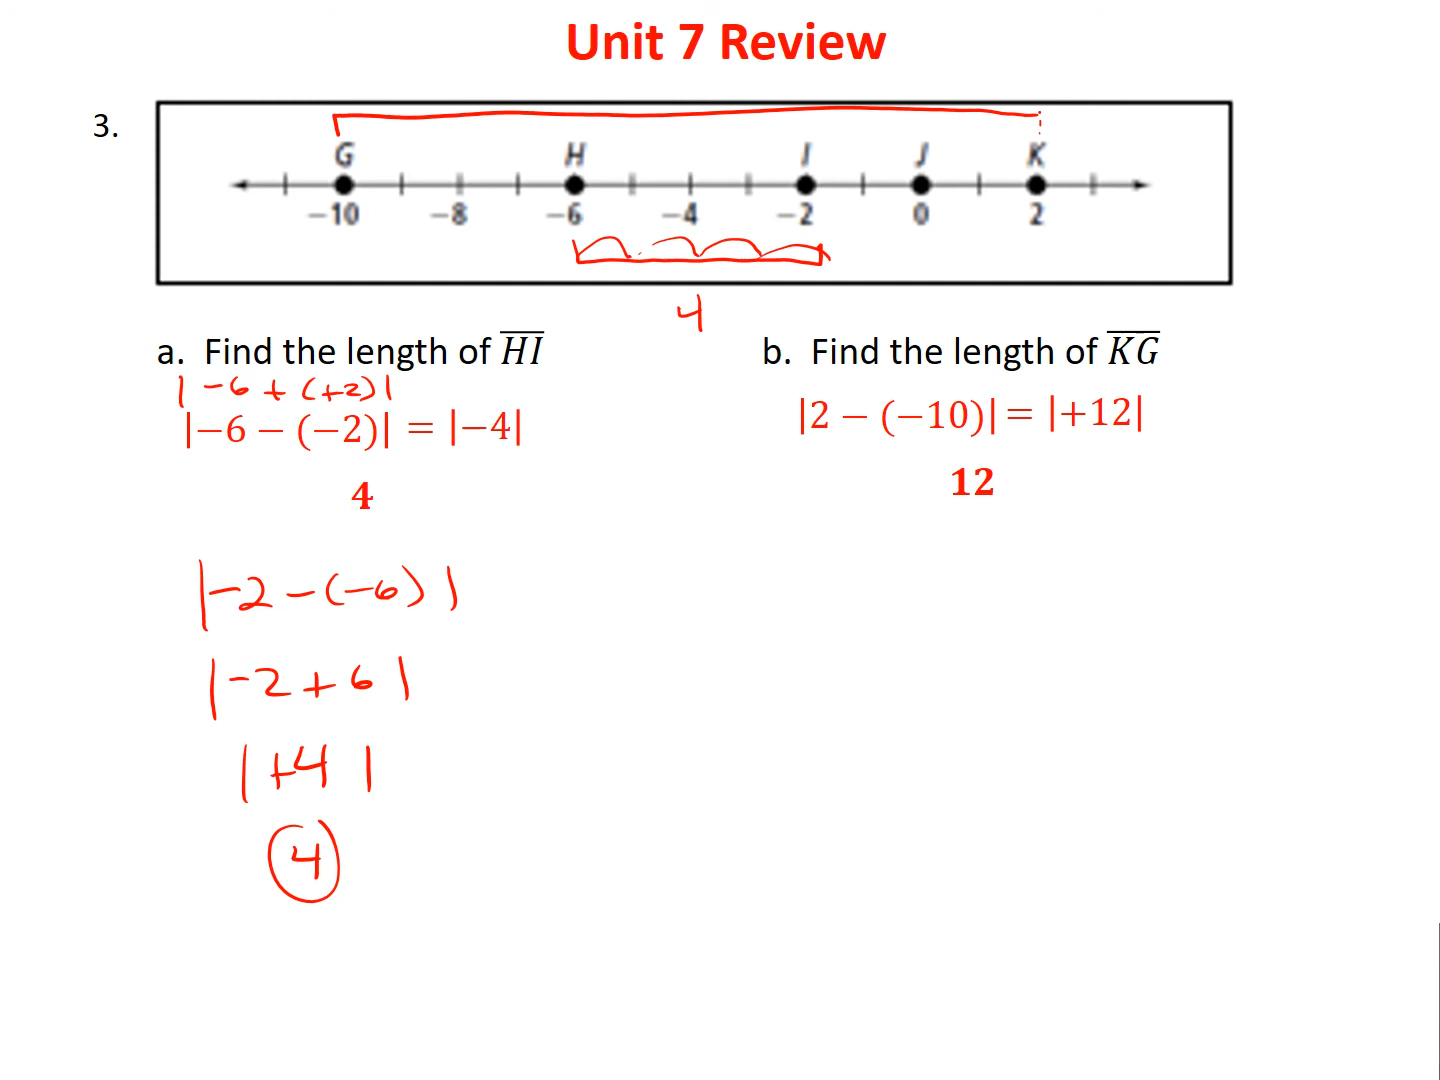 Unit 7 Review
3.
G H I J K
−10 −8 −6 −4 −2 0 2
4
a. Find the length of HI
|−6 + (+2)|
|−6 − (−2)| = |−4|
4
|−2 − (−6)|
|−2 + 6|
|+4|
4
b. Find the length of KG
|2 − (−10)| = |+12|
12